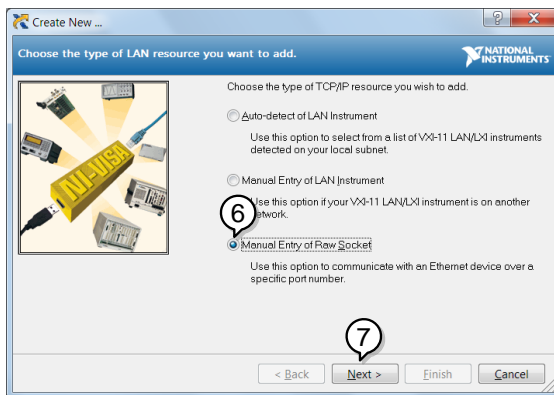 Create New ...
Choose the type of LAN resource you want to add.
NATIONAL
INSTRUMENTS
Choose the type of TCP/IP resource you wish to add.
Auto-detect of LAN Instrument
Use this option to select from a list of VXI-11 LAN/LXI instruments
detected on your local subnet.
Manual Entry of LAN Instrument
Use this option if your VXI-11 LAN/LXI instrument is on another
network.
6
Manual Entry of Raw Socket
Use this option to communicate with an Ethernet device over a
specific port number.
NI-VISA
7
< Back
Next >
Finish
Cancel